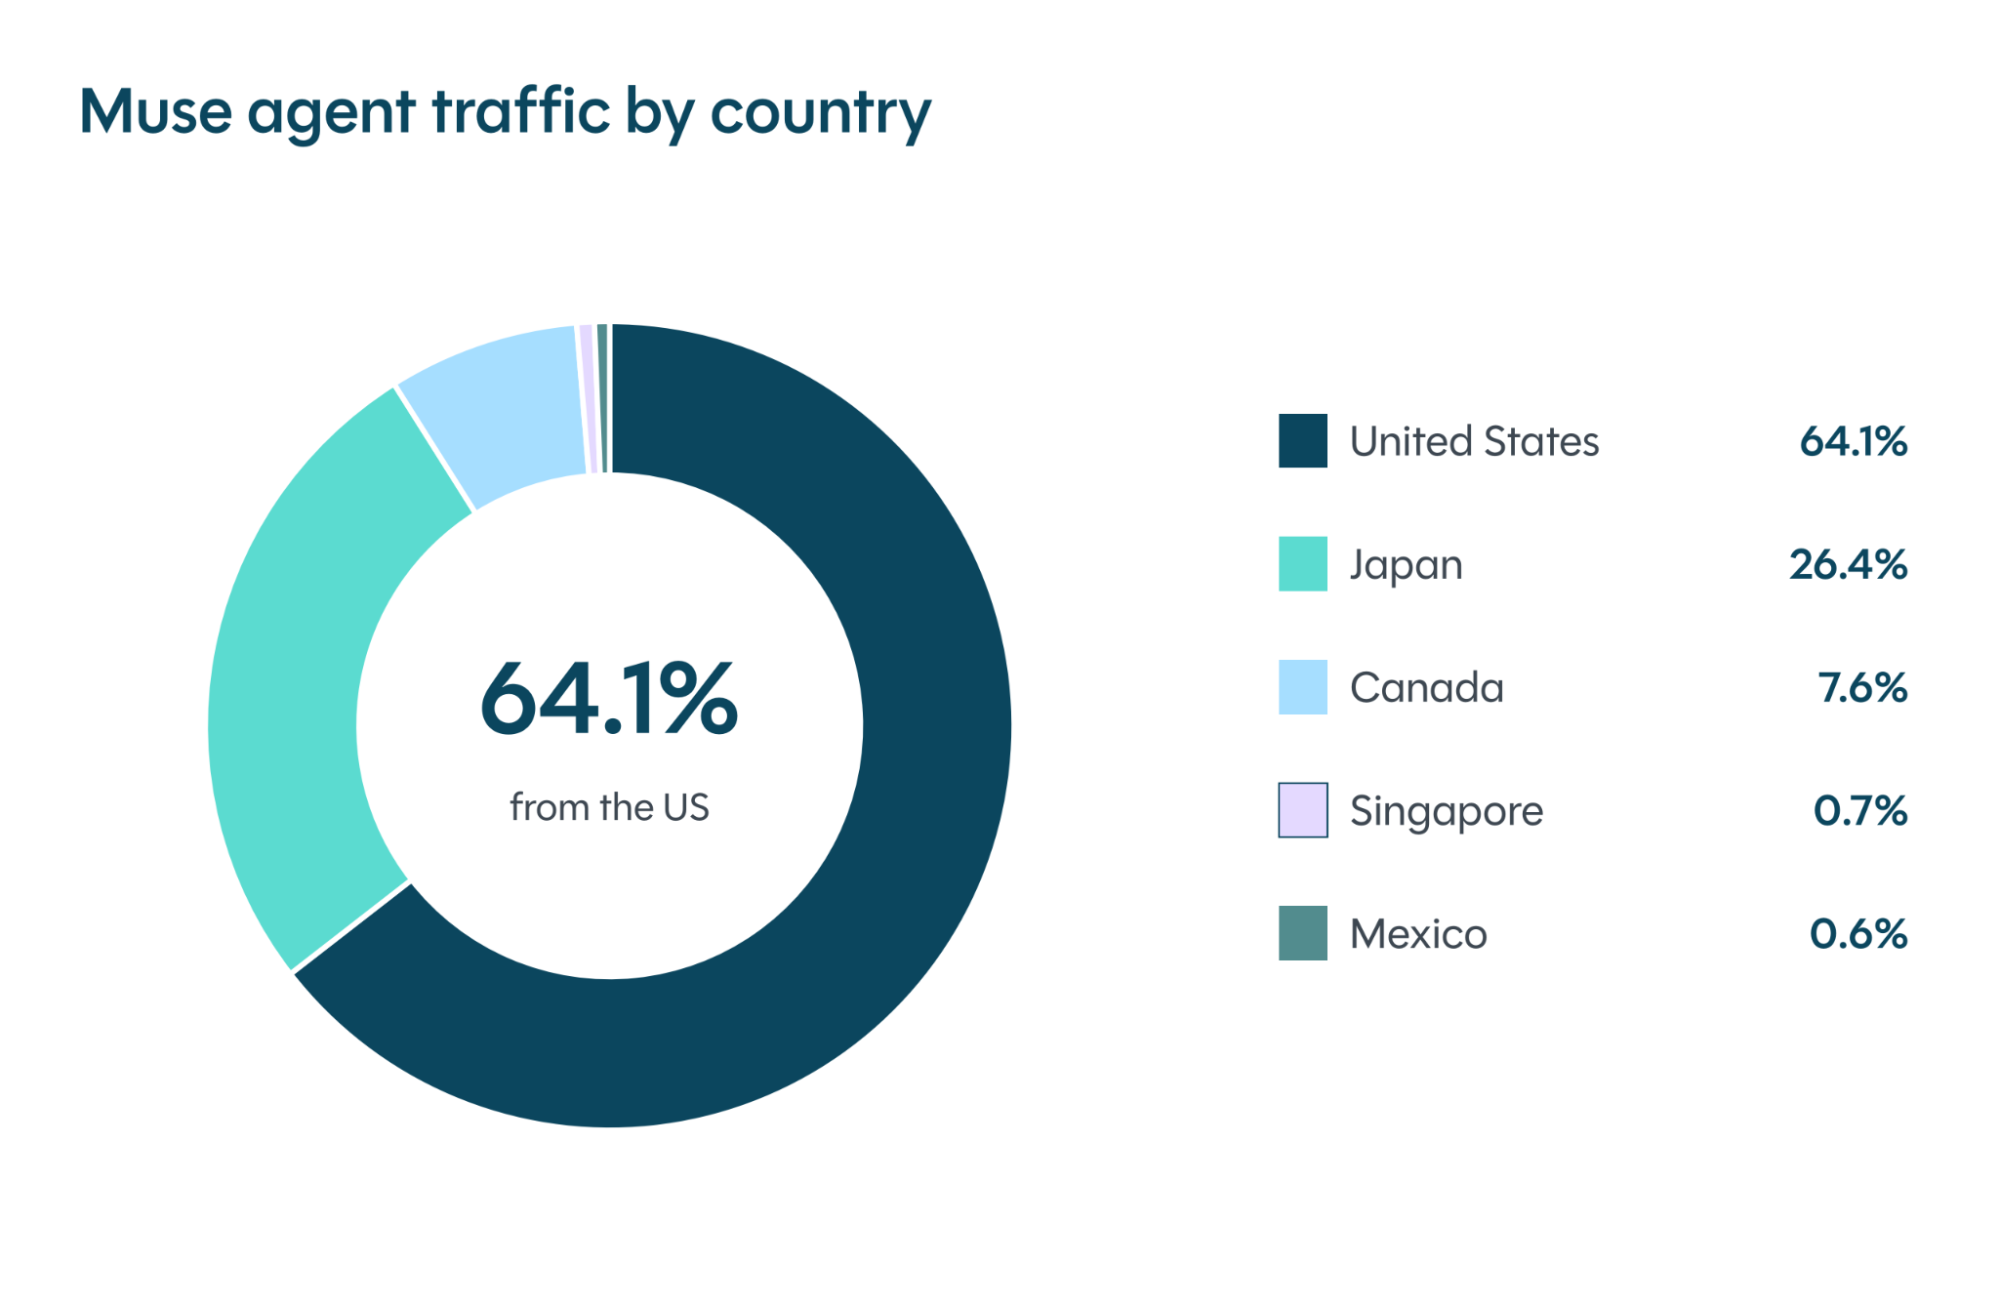 Muse agent traffic by country
64.1%
from the US
United States 64.1%
Japan 26.4%
Canada 7.6%
Singapore 0.7%
Mexico 0.6%